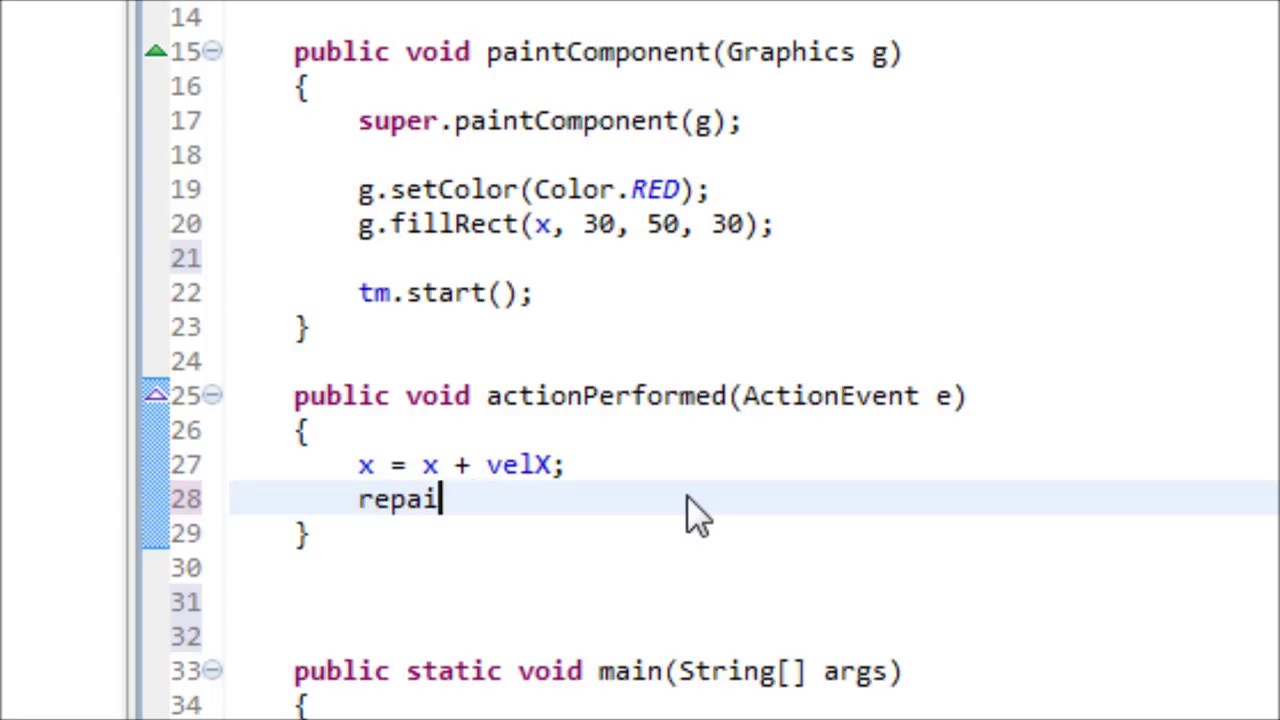 14
15 public void paintComponent(Graphics g)
16 {
17 super.paintComponent(g);
18
19 g.setColor(Color.RED);
20 g.fillRect(x, 30, 50, 30);
21
22 tm.start();
23 }
24
25 public void actionPerformed(ActionEvent e)
26 {
27 x = x + velX;
28 repai
29 }
30
31
32
33 public static void main(String[] args)
34 {